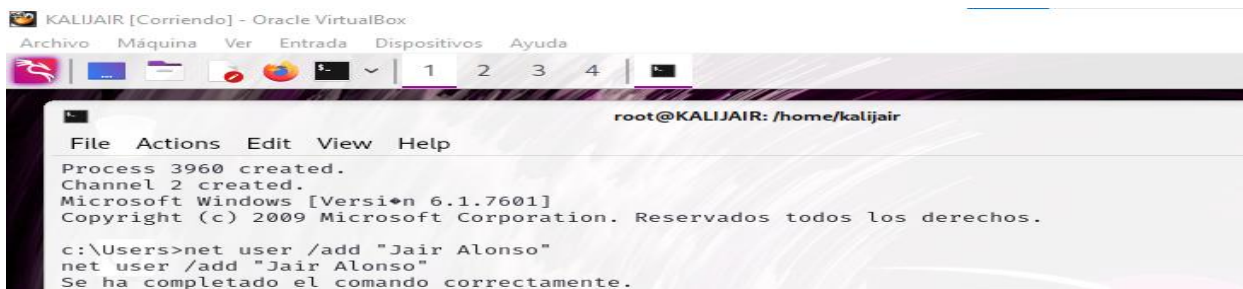 KALIJAIR [Corriendo] - Oracle VirtualBox
Archivo Máquina Ver Entrada Dispositivos Ayuda
1 2 3 4
root@KALIJAIR: /home/kalijair
File Actions Edit View Help
Process 3960 created.
Channel 2 created.
Microsoft Windows [Versi�n 6.1.7601]
Copyright (c) 2009 Microsoft Corporation. Reservados todos los derechos.
c:\Users>net user /add "Jair Alonso"
net user /add "Jair Alonso"
Se ha completado el comando correctamente.